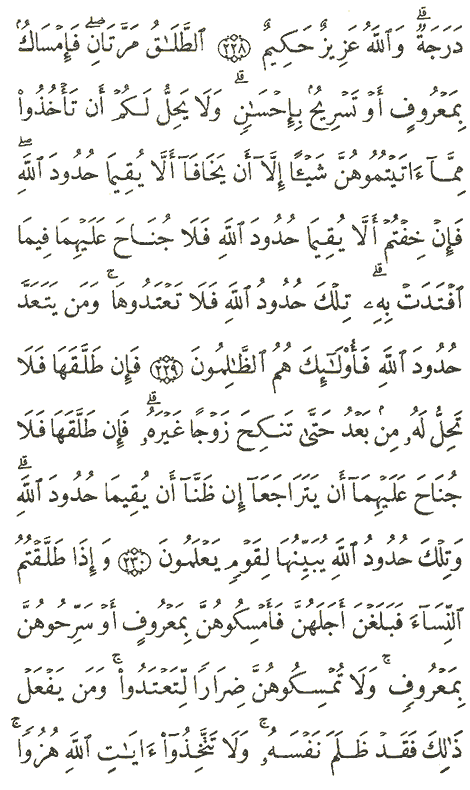 دَرَجَةٌ ۗ وَٱللَّهُ عَزِيزٌ حَكِيمٌ ۝٢٢٨ ٱلطَّلَـٰقُ مَرَّتَانِ ۖ فَإِمْسَاكٌۢ
بِمَعْرُوفٍ أَوْ تَسْرِيحٌۢ بِإِحْسَـٰنٍ ۗ وَلَا يَحِلُّ لَكُمْ أَن تَأْخُذُوا۟
مِمَّآ ءَاتَيْتُمُوهُنَّ شَيْـًٔا إِلَّآ أَن يَخَافَآ أَلَّا يُقِيمَا حُدُودَ ٱللَّهِ ۖ
فَإِنْ خِفْتُمْ أَلَّا يُقِيمَا حُدُودَ ٱللَّهِ فَلَا جُنَاحَ عَلَيْهِمَا فِيمَا
ٱفْتَدَتْ بِهِۦ ۗ تِلْكَ حُدُودُ ٱللَّهِ فَلَا تَعْتَدُوهَا ۚ وَمَن يَتَعَدَّ
حُدُودَ ٱللَّهِ فَأُو۟لَـٰٓئِكَ هُمُ ٱلظَّـٰلِمُونَ ۝٢٢٩ فَإِن طَلَّقَهَا فَلَا
تَحِلُّ لَهُۥ مِنۢ بَعْدُ حَتَّىٰ تَنكِحَ زَوْجًا غَيْرَهُۥ ۗ فَإِن طَلَّقَهَا فَلَا
جُنَاحَ عَلَيْهِمَآ أَن يَتَرَاجَعَآ إِن ظَنَّآ أَن يُقِيمَا حُدُودَ ٱللَّهِ ۗ
وَتِلْكَ حُدُودُ ٱللَّهِ يُبَيِّنُهَا لِقَوْمٍ يَعْلَمُونَ ۝٢٣٠ وَإِذَا طَلَّقْتُمُ
ٱلنِّسَآءَ فَبَلَغْنَ أَجَلَهُنَّ فَأَمْسِكُوهُنَّ بِمَعْرُوفٍ أَوْ سَرِّحُوهُنَّ
بِمَعْرُوفٍ ۚ وَلَا تُمْسِكُوهُنَّ ضِرَارًا لِّتَعْتَدُوا۟ ۚ وَمَن يَفْعَلْ
ذَٰلِكَ فَقَدْ ظَلَمَ نَفْسَهُۥ ۚ وَلَا تَتَّخِذُوٓا۟ ءَايَـٰتِ ٱللَّهِ هُزُوًا ۚ